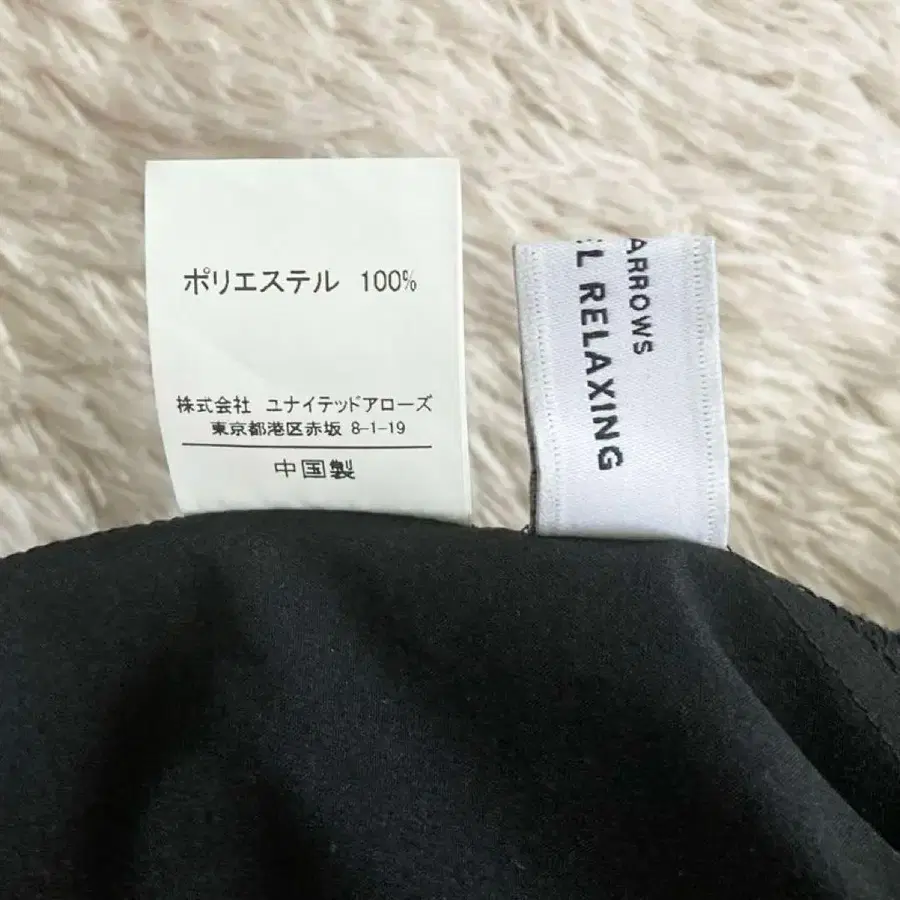 ポリエステル 100%
株式会社 ユナイテッドアローズ
東京都港区赤坂 8-1-19
中国製
ARROWS
L RELAXING